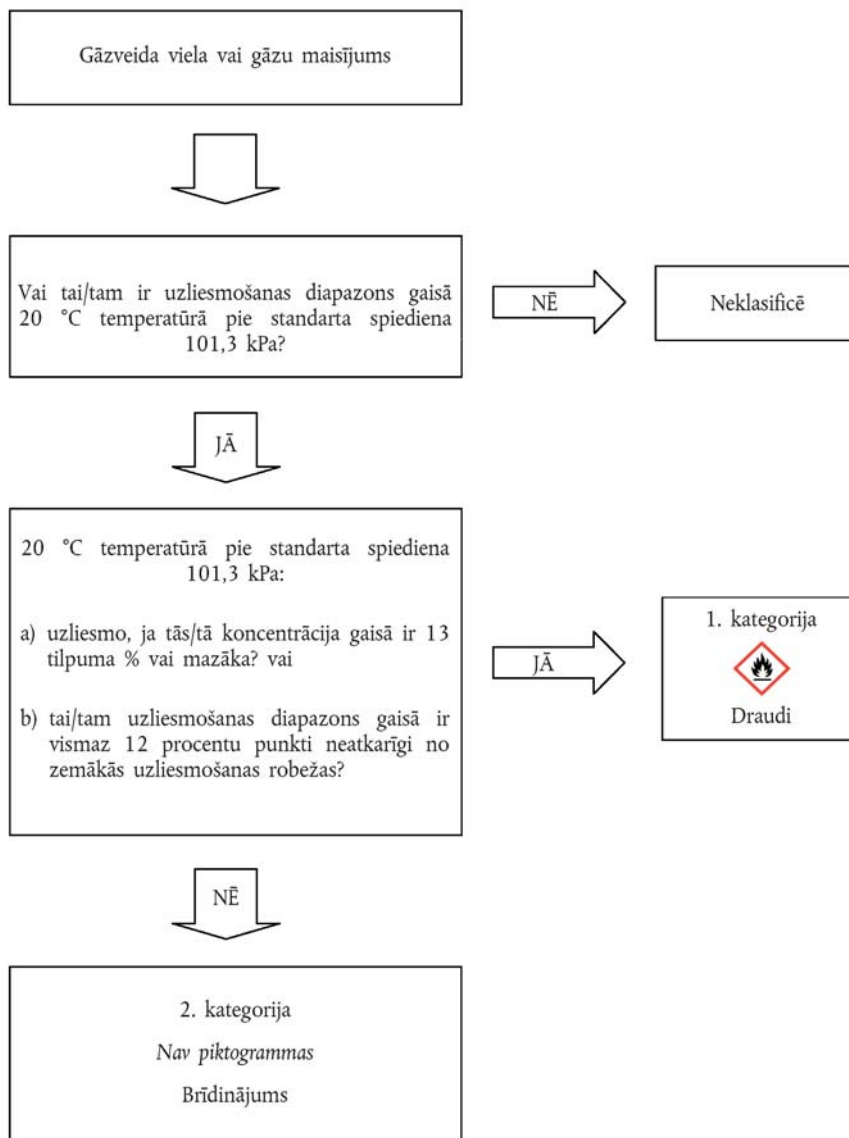 Gāzveida viela vai gāzu maisījums
Vai tai/tam ir uzliesmošanas diapazons gaisā
20 °C temperatūrā pie standarta spiediena
101,3 kPa?
NĒ
Neklasificē
JĀ
20 °C temperatūrā pie standarta spiediena
101,3 kPa:
a) uzliesmo, ja tās/tā koncentrācija gaisā ir 13
tilpuma % vai mazāka? vai
b) tai/tam uzliesmošanas diapazons gaisā ir
vismaz 12 procentu punkti neatkarīgi no
zemākās uzliesmošanas robežas?
JĀ
1. kategorija
Draudi
NĒ
2. kategorija
Nav piktogrammas
Brīdinājums